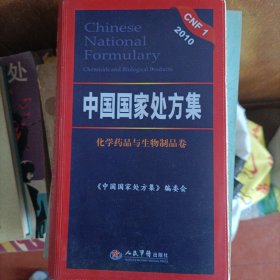 CNF 1
2010
Chinese
National
Formulary
Chemicals and Biological Products
中国国家处方集
化学药品与生物制品卷
《中国国家处方集》编委会
人民军医出版社
处